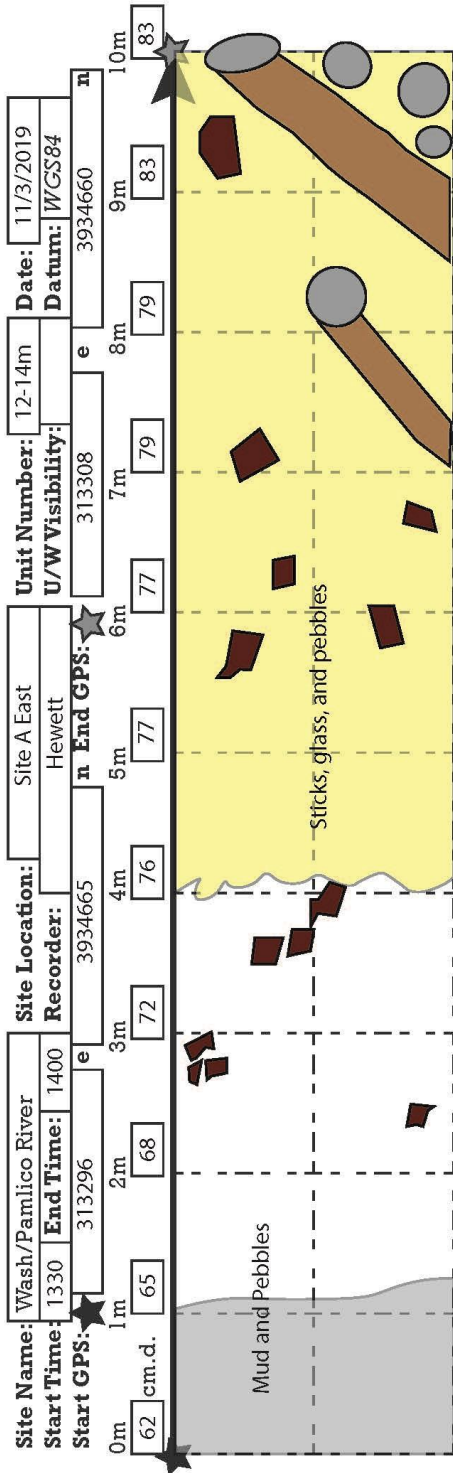 Site Name: Wash/Pamlico River Site Location: Site A East Unit Number: 12-14m Date: 11/3/2019
Start Time: 1330 End Time: 1400 Recorder: Hewett U/W Visibility: Datum: WGS84
Start GPS: 313296 e 3934665 n End GPS: 313308 e 3934660 n
0m 1m 2m 3m 4m 5m 6m 7m 8m 9m 10m
62 cm.d. 65 68 72 76 77 77 79 79 83 83
Mud and Pebbles
Sticks, glass, and pebbles